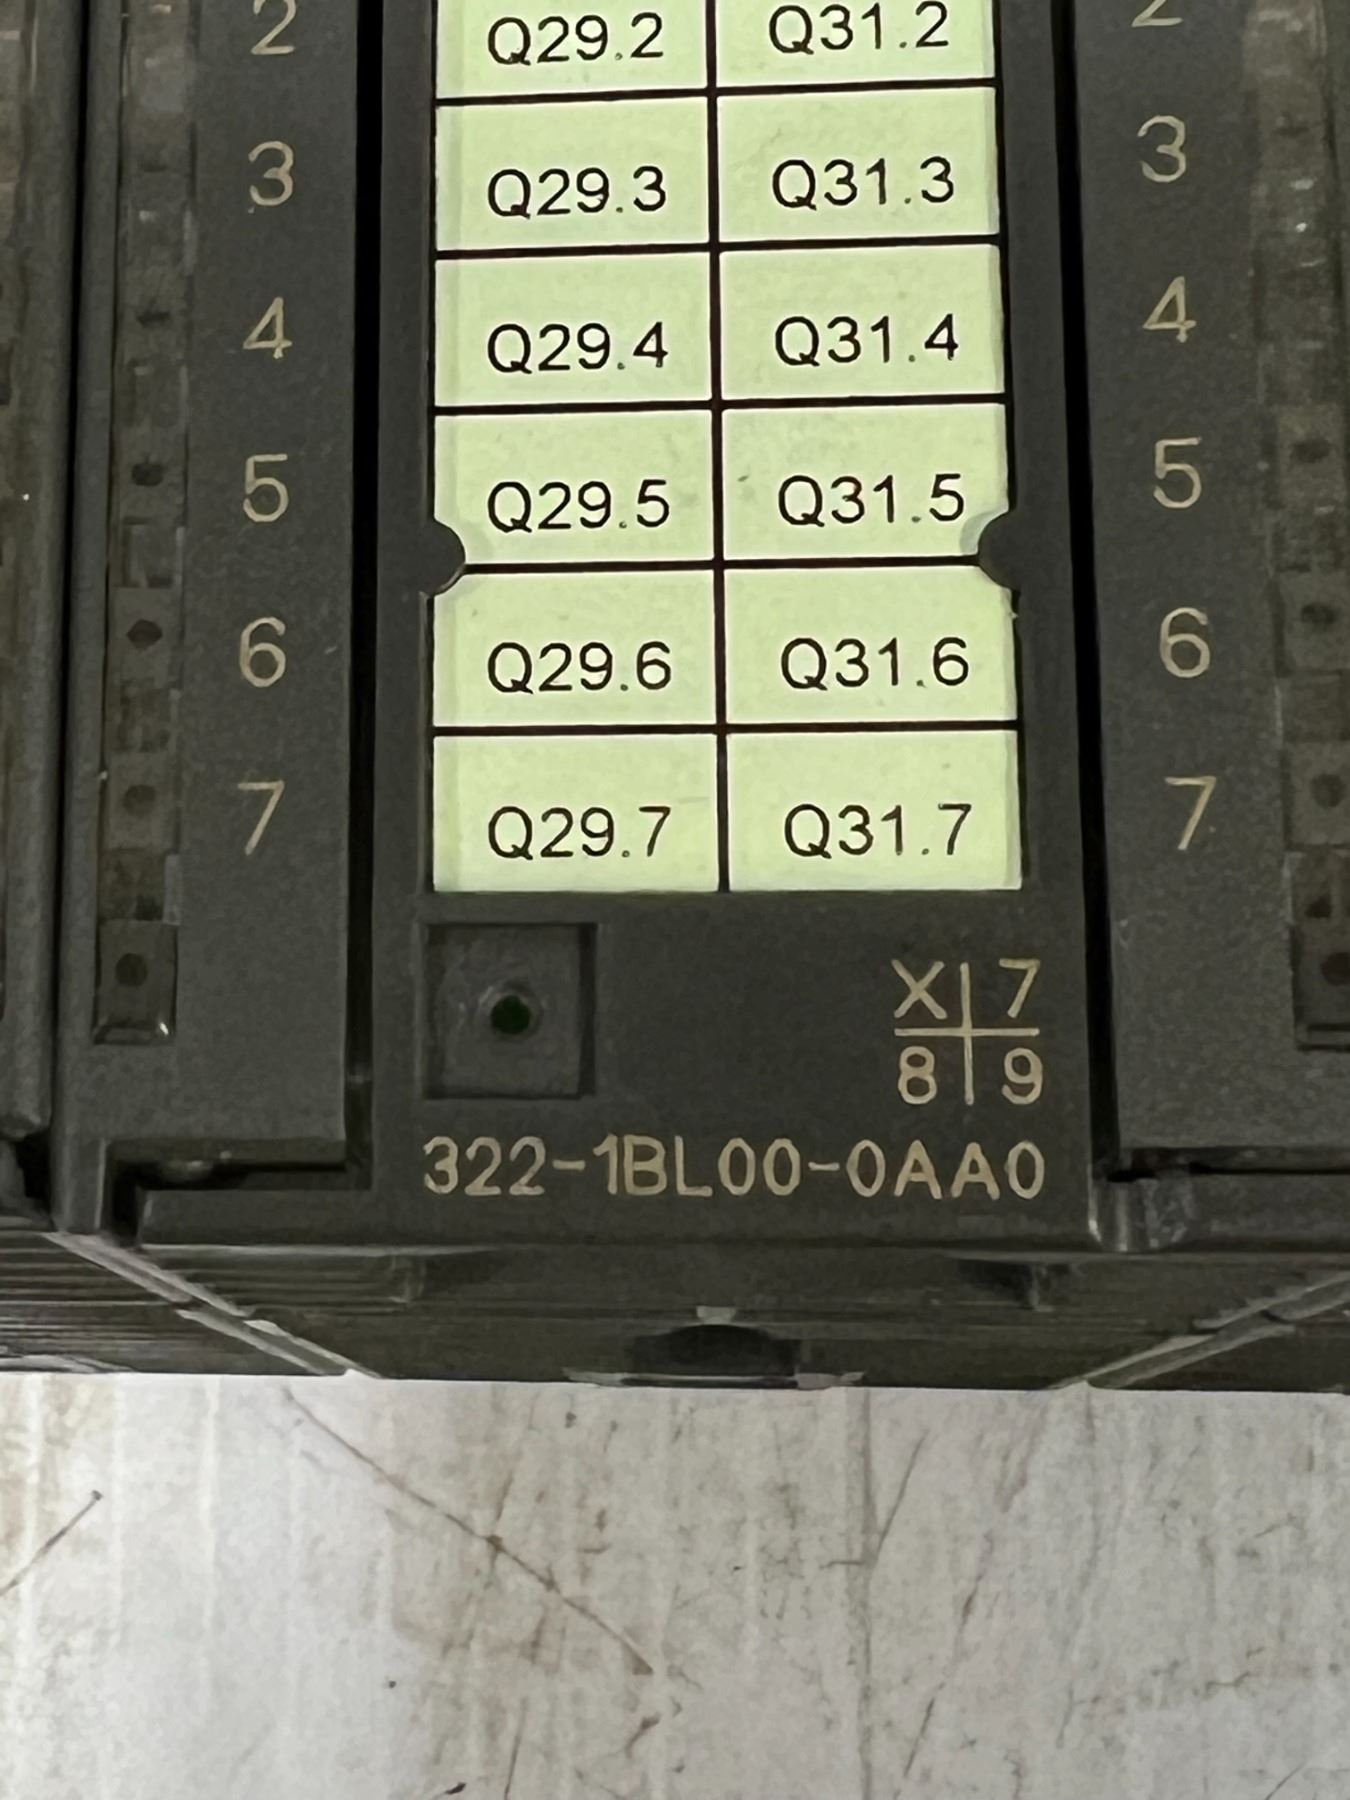 2 Q29.2 Q31.2 2
3 Q29.3 Q31.3 3
4 Q29.4 Q31.4 4
5 Q29.5 Q31.5 5
6 Q29.6 Q31.6 6
7 Q29.7 Q31.7 7
X 7
8 9
322-1BL00-0AA0